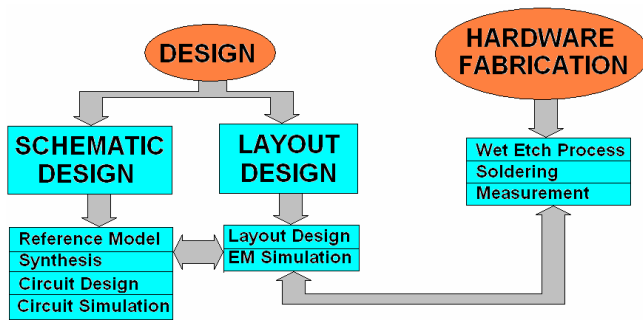 DESIGN
HARDWARE
FABRICATION
SCHEMATIC
DESIGN
LAYOUT
DESIGN
Wet Etch Process
Soldering
Measurement
Reference Model
Synthesis
Circuit Design
Circuit Simulation
Layout Design
EM Simulation